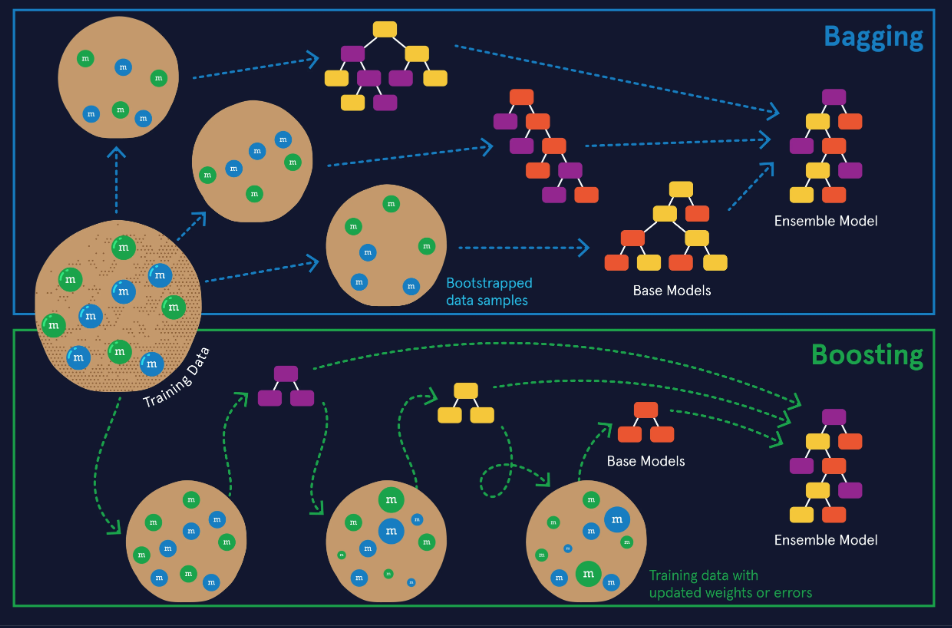 Bagging
m m m m m m
m m m m m m
m m m m m m
Ensemble Model
Bootstrapped
data samples
Base Models
m m m m m m m m m m
Training Data
Boosting
Base Models
Ensemble Model
m m m m m m m m m m
m m m m m m m m m m
m m m m m m m m m m
Training data with
updated weights or errors